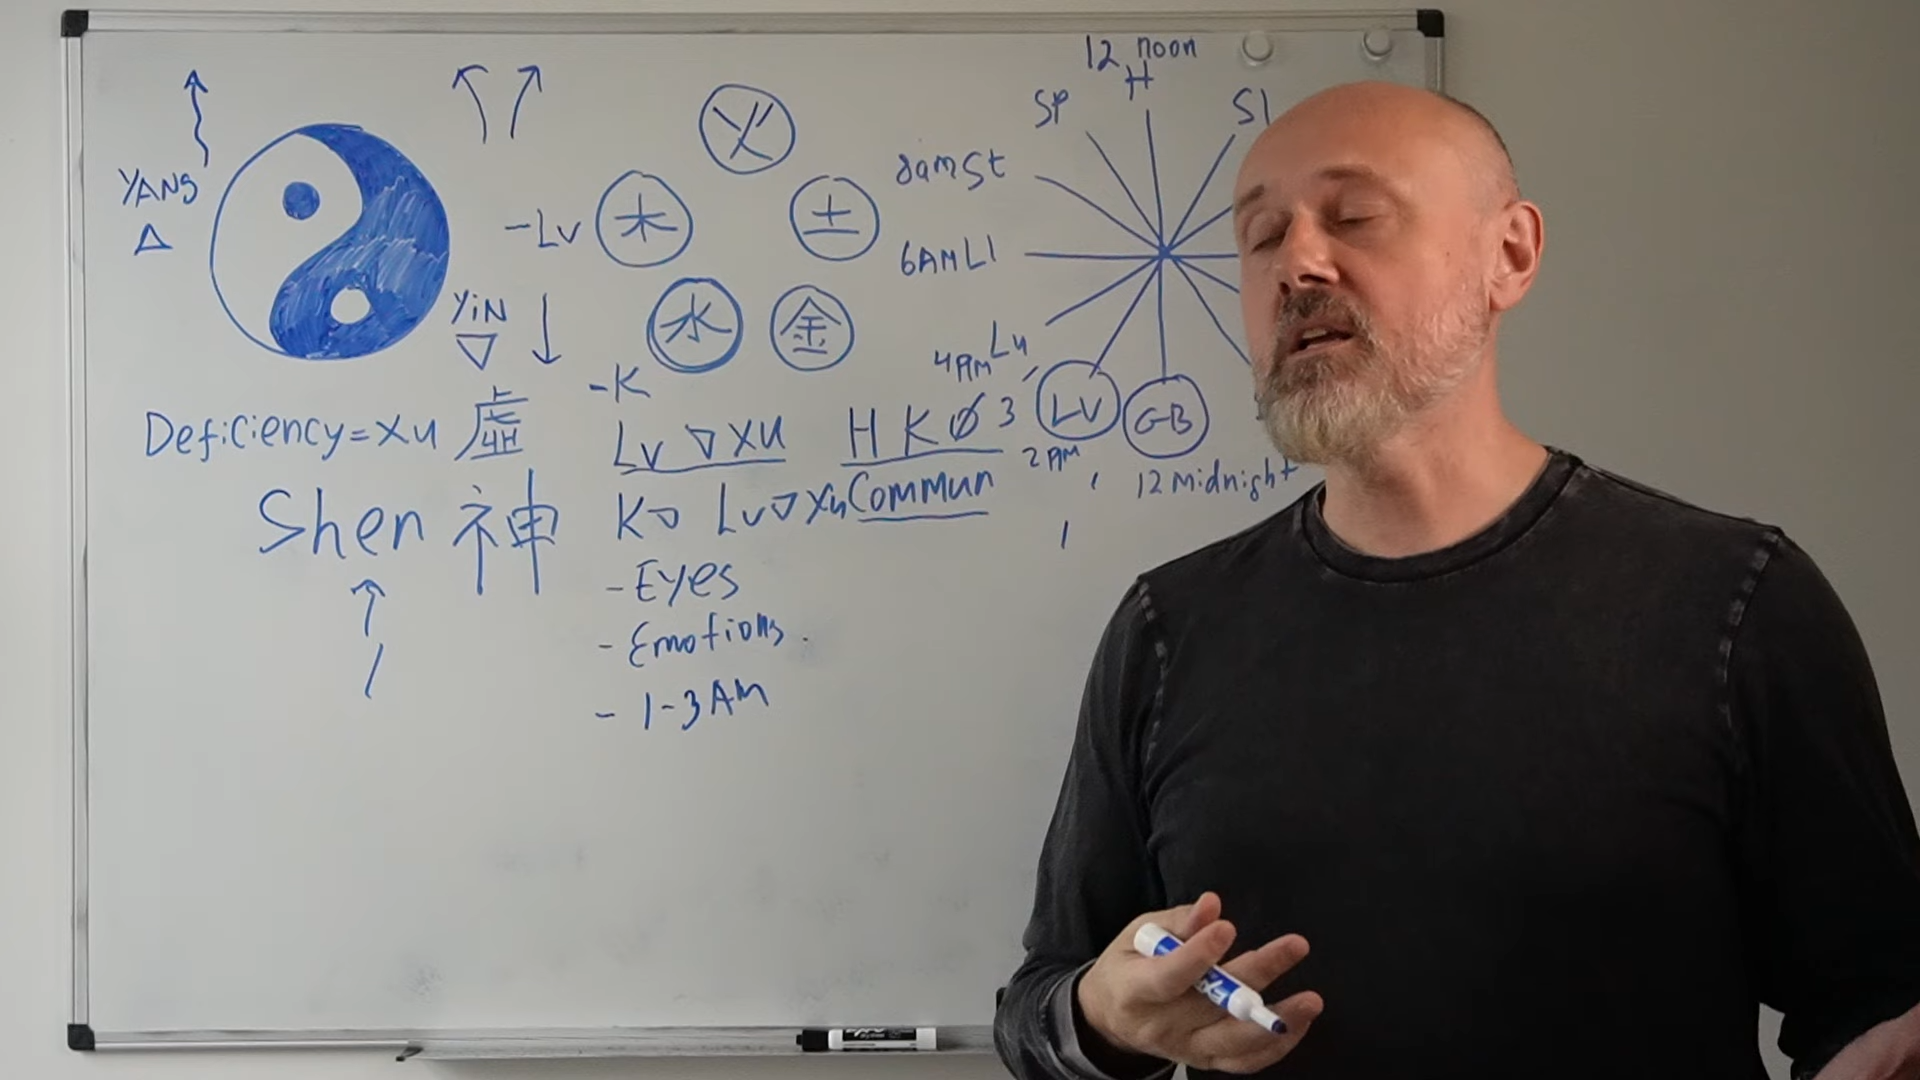 YANG
△
YiN
▽
Deficiency = Xu 虚
Shen 神
火
木
土
水
金
-Lv
-K
Lv ▽ XU
K▽ Lv▽ Xu
- Eyes
- Emotions.
- 1-3AM
H K Ø 3
Commun
12 noon
H
SP
SI
8am St
6AM LI
4AM Lu
LV
2AM
GB
12 Midnight